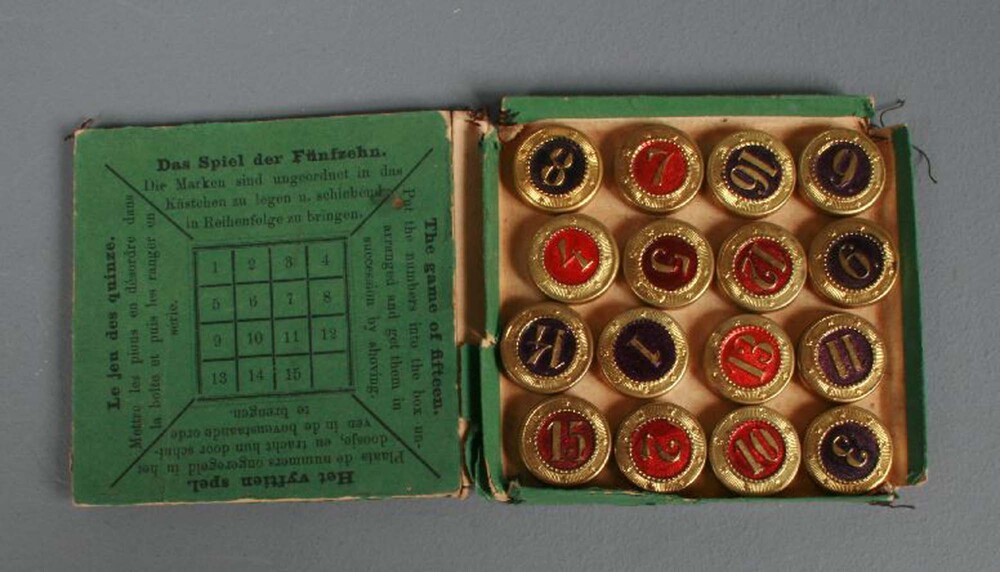 Das Spiel der Fünfzehn.
Die Marken sind ungeordnet in das
Kästchen zu legen u. schiebend
in Reihenfolge zu bringen.
The game of fifteen.
Put the numbers into the box un-
arranged and get them in
succession by shoving.
Het vyftien spel.
Plaats de nummers ongeregeld in het
doosje, en tracht hun door schui-
ven in de bovenstaande orde
te brengen.
Le jeu des quinze.
Mettre les pions en désordre dans
la boîte et puis les ranger en
série.
1 2 3 4
5 6 7 8
9 10 11 12
13 14 15
8 7 16 6
4 5 12 9
14 1 13 11
15 2 10 3